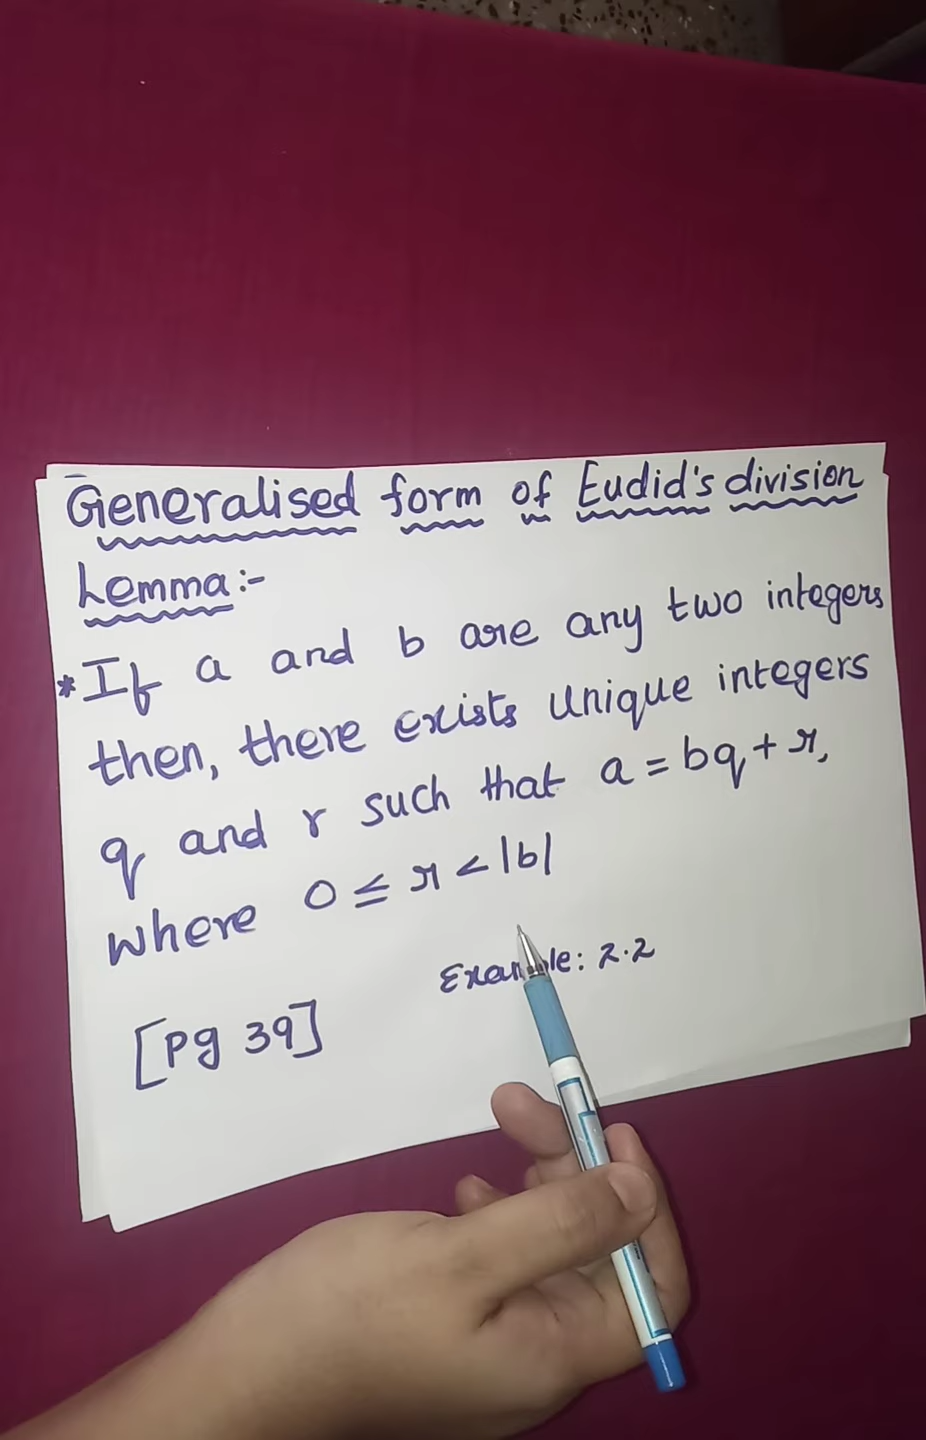 Generalised form of Euclid's division
Lemma:-
*If a and b are any two integers
then, there exists unique integers
q and r such that a = bq + r,
where 0 ≤ r < |b|
Example: 2.2
[Pg 39]